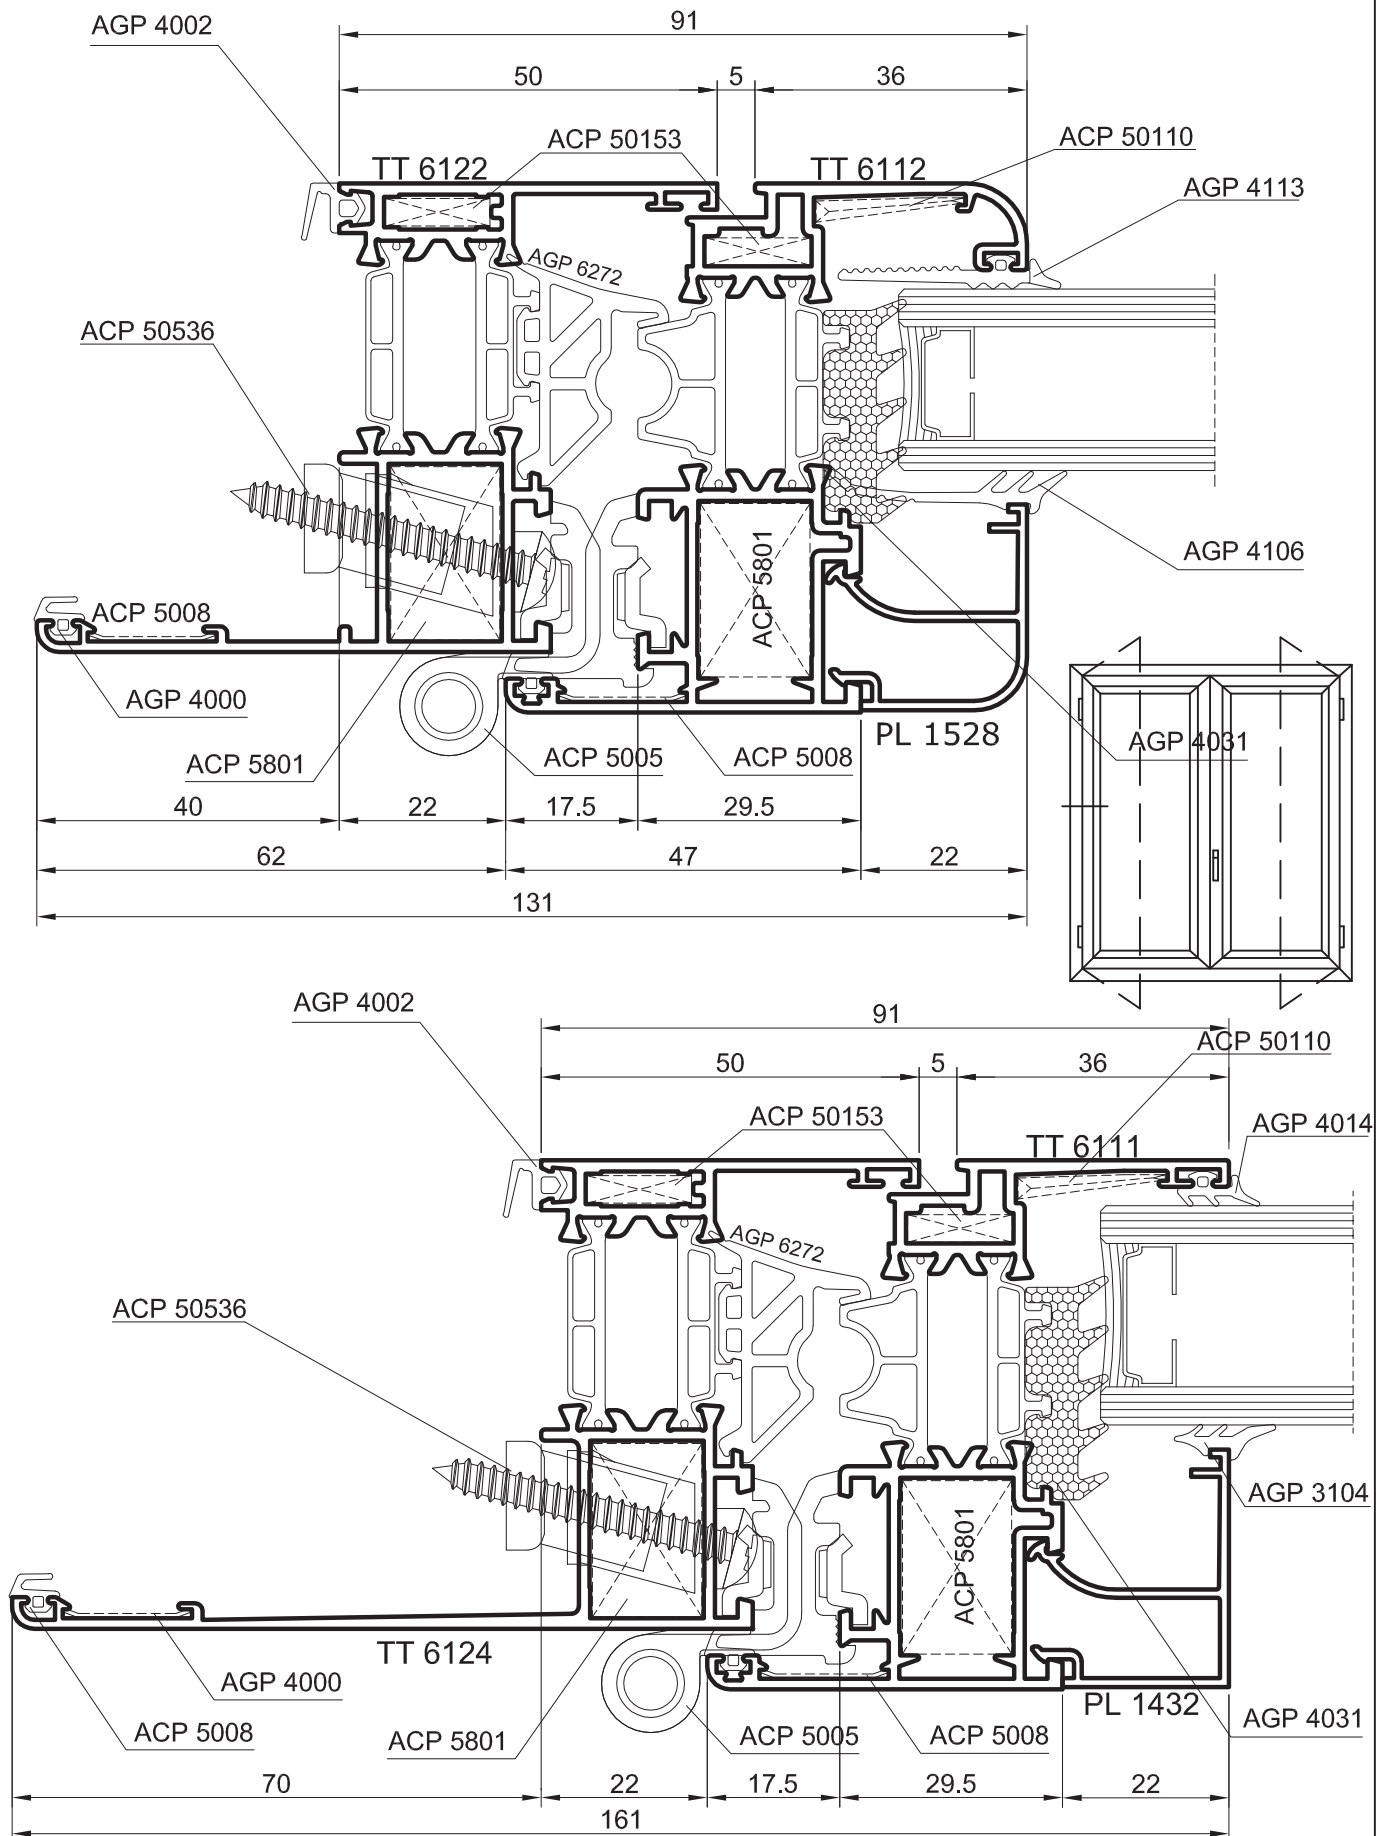 AGP 4002
91
50
5
36
ACP 50153
ACP 50110
TT 6122
TT 6112
AGP 4113
AGP 6272
ACP 50536
ACP 5801
AGP 4106
ACP 5008
AGP 4000
PL 1528
AGP 4031
ACP 5801
ACP 5005
ACP 5008
40
22
17.5
29.5
62
47
22
131
AGP 4002
91
ACP 50110
50
5
36
ACP 50153
AGP 4014
TT 6111
AGP 6272
ACP 50536
AGP 3104
ACP 5801
TT 6124
AGP 4000
PL 1432
AGP 4031
ACP 5008
ACP 5801
ACP 5005
ACP 5008
70
22
17.5
29.5
22
161